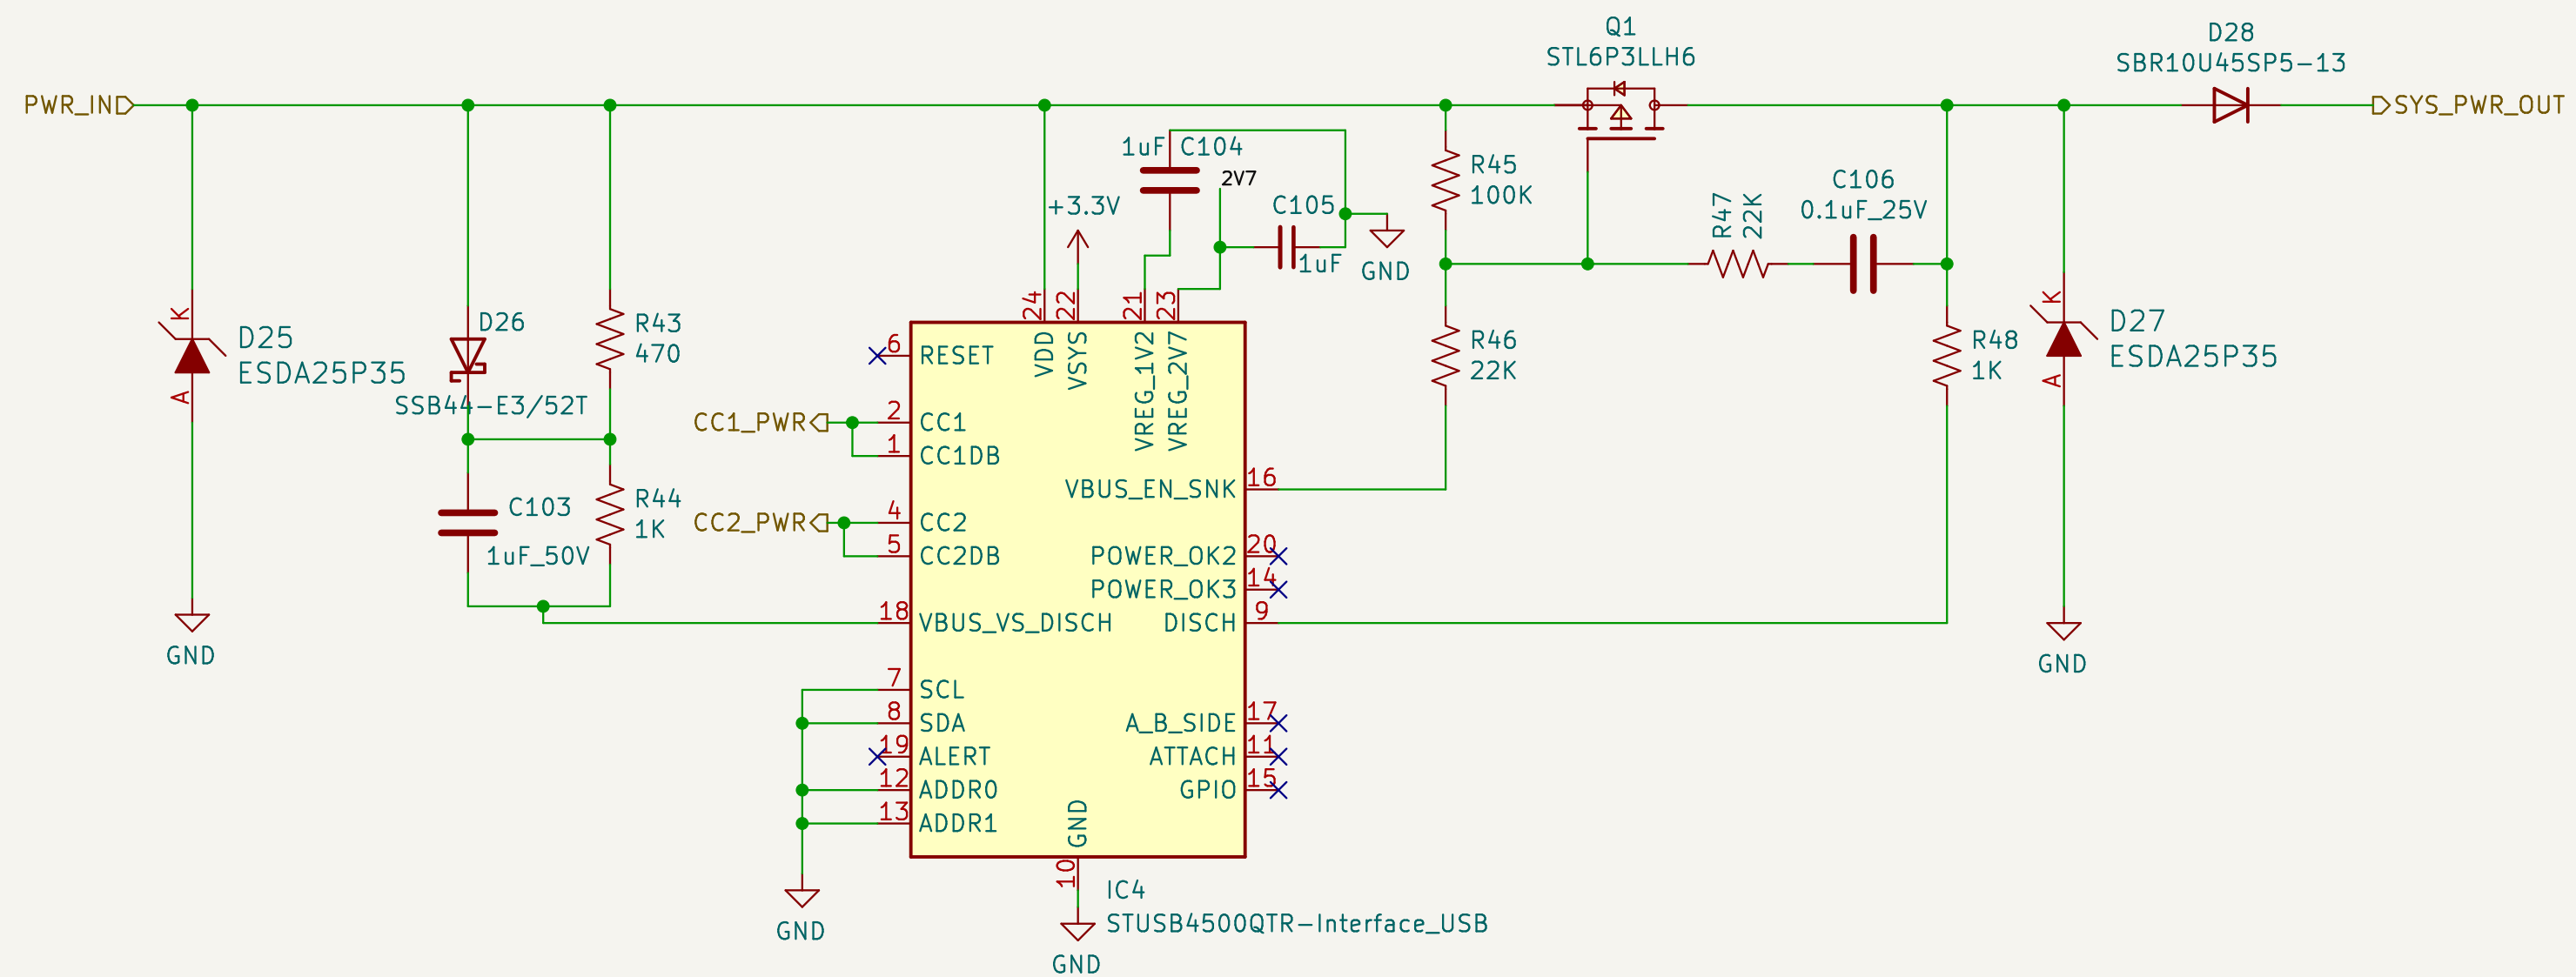 Q1
STL6P3LLH6
D28
SBR10U45SP5-13
PWR_IN
SYS_PWR_OUT
1uF
C104
2V7
+3.3V
C105
1uF
GND
R45
100K
R47
22K
C106
0.1uF_25V
K
D25
ESDA25P35
A
GND
D26
SSB44-E3/52T
R43
470
C103
1uF_50V
R44
1K
R46
22K
R48
1K
K
D27
ESDA25P35
A
GND
24
22
21
23
VDD
VSYS
VREG_1V2
VREG_2V7
6
RESET
CC1_PWR
2
CC1
1
CC1DB
CC2_PWR
4
CC2
5
CC2DB
18
VBUS_VS_DISCH
7
SCL
8
SDA
19
ALERT
12
ADDR0
13
ADDR1
VBUS_EN_SNK
16
POWER_OK2
20
POWER_OK3
14
DISCH
9
A_B_SIDE
17
ATTACH
11
GPIO
15
GND
10
GND
GND
IC4
STUSB4500QTR-Interface_USB